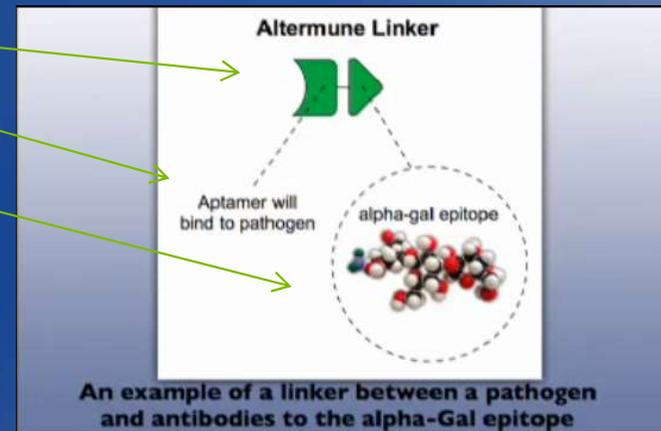 Altermune Linker
Aptamer will
bind to pathogen
alpha-gal epitope
An example of a linker between a pathogen
and antibodies to the alpha-Gal epitope